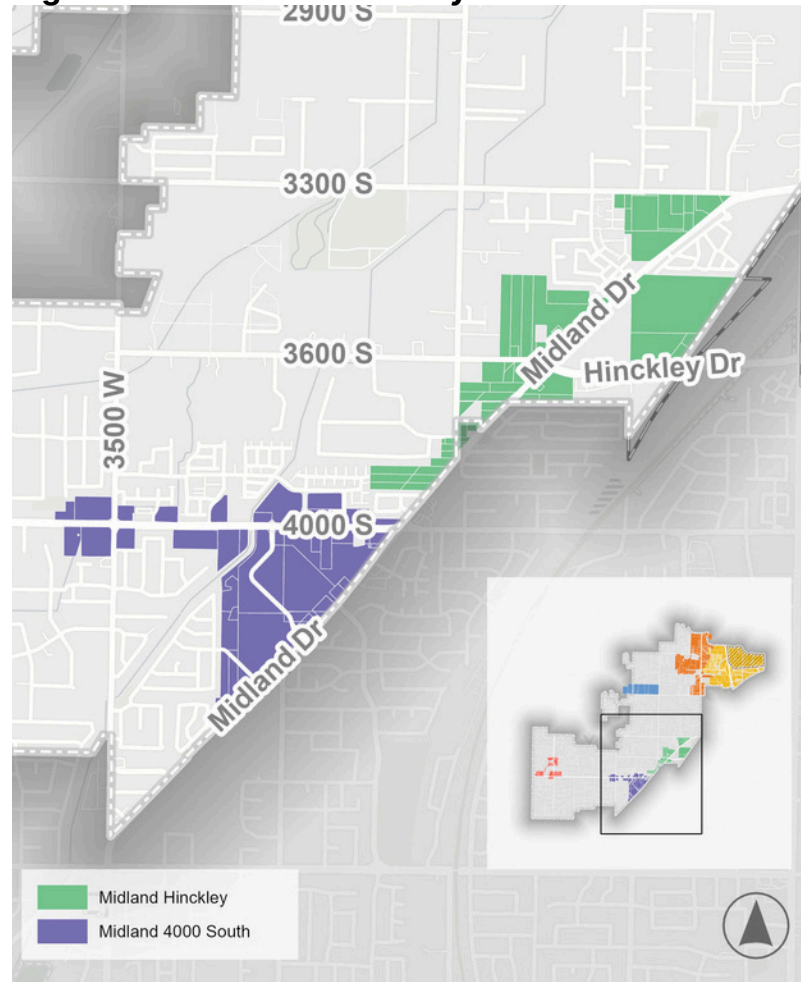 2900 S
3300 S
Midland Dr
3600 S
Hinckley Dr
3500 W
4000 S
Midland Dr
Midland Hinckley
Midland 4000 South